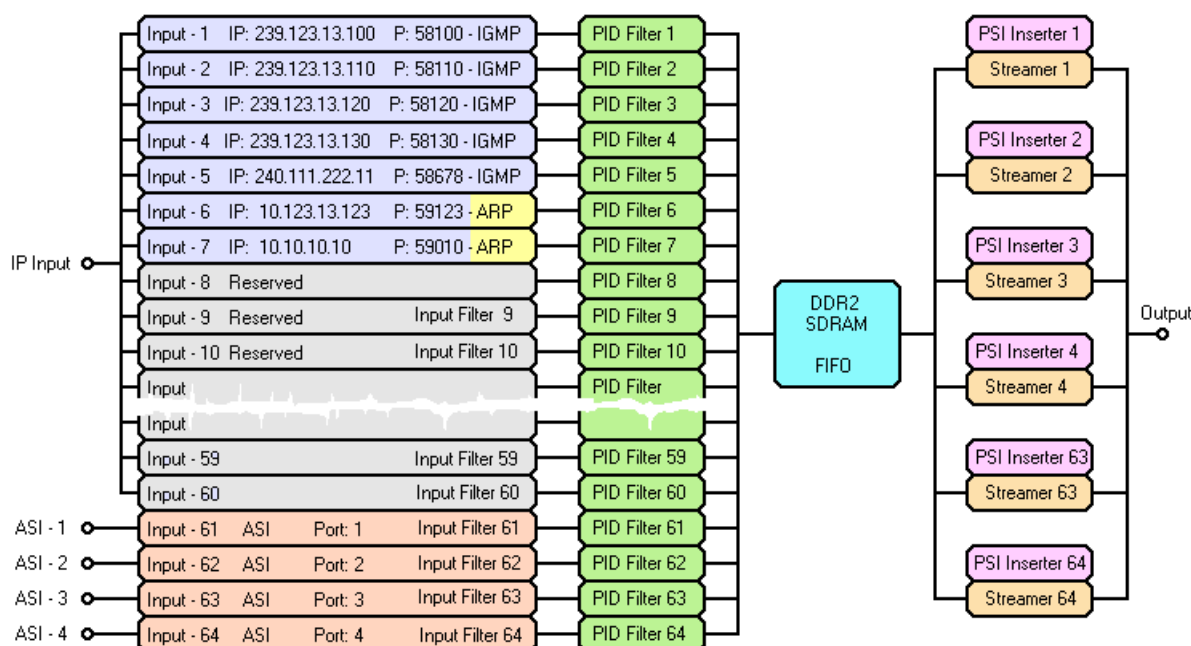 Input - 1 IP: 239.123.13.100 P: 58100 - IGMP PID Filter 1 PSI Inserter 1
Input - 2 IP: 239.123.13.110 P: 58110 - IGMP PID Filter 2 Streamer 1
Input - 3 IP: 239.123.13.120 P: 58120 - IGMP PID Filter 3
Input - 4 IP: 239.123.13.130 P: 58130 - IGMP PID Filter 4 PSI Inserter 2
Input - 5 IP: 240.111.222.11 P: 58678 - IGMP PID Filter 5 Streamer 2
Input - 6 IP: 10.123.13.123 P: 59123 - ARP PID Filter 6
Input - 7 IP: 10.10.10.10 P: 59010 - ARP PID Filter 7 PSI Inserter 3
IP Input
Input - 8 Reserved PID Filter 8 Streamer 3
Input - 9 Reserved Input Filter 9 PID Filter 9
DDR2
SDRAM
FIFO
Output
Input - 10 Reserved Input Filter 10 PID Filter 10 PSI Inserter 4
Input PID Filter Streamer 4
Input
Input - 59 Input Filter 59 PID Filter 59 PSI Inserter 63
Input - 60 Input Filter 60 PID Filter 60 Streamer 63
ASI - 1 Input - 61 ASI Port: 1 Input Filter 61 PID Filter 61
ASI - 2 Input - 62 ASI Port: 2 Input Filter 62 PID Filter 62 PSI Inserter 64
ASI - 3 Input - 63 ASI Port: 3 Input Filter 63 PID Filter 63 Streamer 64
ASI - 4 Input - 64 ASI Port: 4 Input Filter 64 PID Filter 64